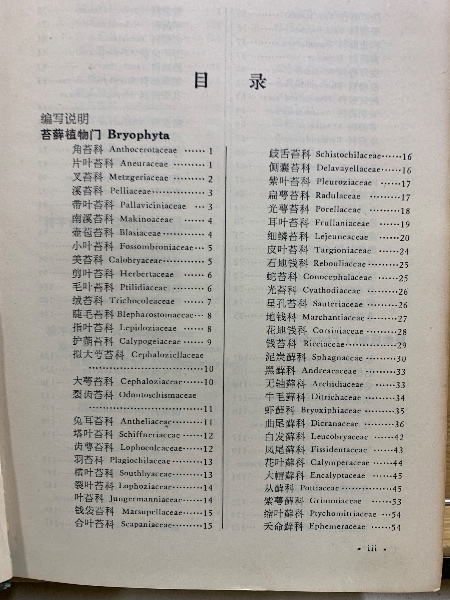 目 录
编写说明
苔藓植物门 Bryophyta
角苔科 Anthocerotaceae ······ 1
片叶苔科 Aneuraceae ········ 1
叉苔科 Metzgeriaceae ········ 2
溪苔科 Pelliaceae ············ 3
带叶苔科 Pallaviciniaceae ··· 3
南溪苔科 Makinoaceae ······ 4
壶苞苔科 Blasiaceae ········· 4
小叶苔科 Fossombroniaceae ··· 5
美苔科 Calobryaceae ········· 5
剪叶苔科 Herbertaceae ······ 6
毛叶苔科 Ptilidiaceae ······ 6
绒苔科 Trichocoleaceae ······ 7
睫毛苔科 Blepharostomaceae ··· 8
指叶苔科 Lepidoziaceae ······ 8
护蒴苔科 Calypogeiaceae ······ 9
拟大萼苔科 Cephaloziellaceae
························10
大萼苔科 Cephaloziaceae ······10
裂齿苔科 Odontoschismaceae
························11
兔耳苔科 Antheliaceae ·········11
塔叶苔科 Schiffneriaceae ······12
齿萼苔科 Lophocoleaceae ······12
羽苔科 Plagiochilaceae ·········13
横叶苔科 Southbyaceae ·········13
裂叶苔科 Lophoziaceae ·········13
叶苔科 Jungermanniaceae ······14
钱袋苔科 Marsupellaceae ······15
合叶苔科 Scapaniaceae ·········15
歧舌苔科 Schistochilaceae ······16
侧囊苔科 Delavayellaceae ······16
紫叶苔科 Pleuroziaceae ······17
扁萼苔科 Radulaceae ·········17
光萼苔科 Porellaceae ·········18
耳叶苔科 Frullaniaceae ······19
细鳞苔科 Lejeuneaceae ······20
皮叶苔科 Targioniaceae ······24
石地钱科 Rebouliaceae ·········25
蛇苔科 Conocephalaceae ······25
光苔科 Cyathodiaceae ·········26
星孔苔科 Sauteriaceae ·········26
地钱科 Marchantiaceae ·········27
花地钱科 Corsiniaceae ·········28
钱苔科 Ricciaceae ············29
泥炭藓科 Sphagnaceae ·········30
黑藓科 Andreaeaceae ·········33
无轴藓科 Archidiaceae ·········33
牛毛藓科 Ditrichaceae ·········34
虾藓科 Bryoxiphiaceae ·········35
曲尾藓科 Dicranaceae ·········36
白发藓科 Leucobryaceae ······42
凤尾藓科 Fissidentaceae ······43
花叶藓科 Calymperaceae ······44
大帽藓科 Encalyptaceae ······45
丛藓科 Pottiaceae ············45
紫萼藓科 Grimmiaceae ······53
缩叶藓科 Ptychomitriaceae ···54
夭命藓科 Ephemeraceae ······54
· iii ·